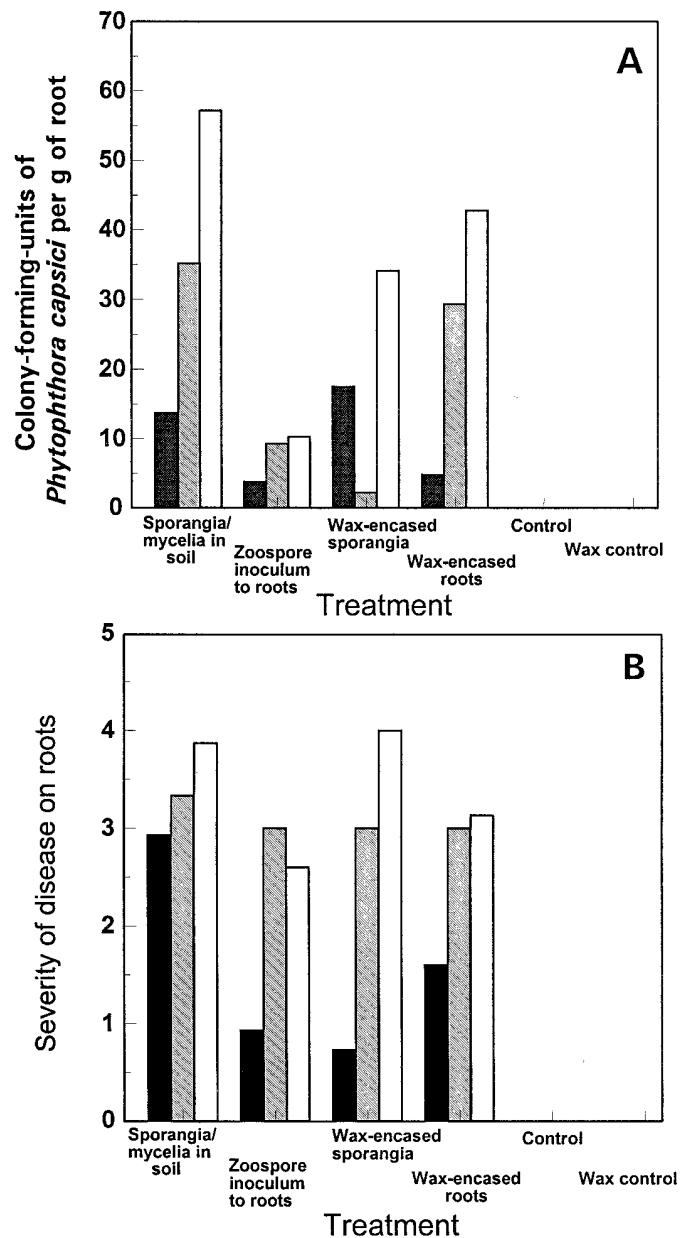 70
60
50
40
30
20
10
0
A
Colony-forming-units of
Phytophthora capsici per g of root
Sporangia/
mycelia in
soil
Zoospore
inoculum
to roots
Wax-encased
sporangia
Wax-encased
roots
Control
Wax control
Treatment
5
4
3
2
1
0
B
Severity of disease on roots
Sporangia/
mycelia in
soil
Zoospore
inoculum
to roots
Wax-encased
sporangia
Wax-encased
roots
Control
Wax control
Treatment